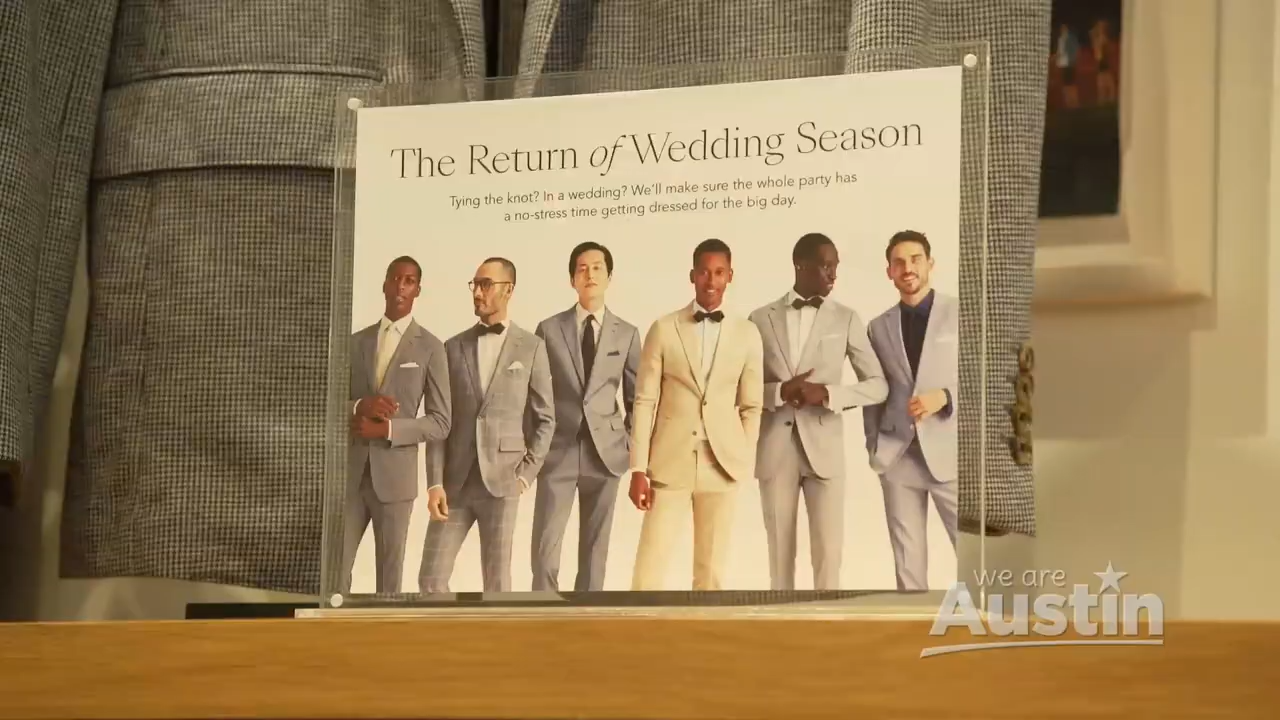 The Return of Wedding Season
Tying the knot? In a wedding? We'll make sure the whole party has
a no-stress time getting dressed for the big day.
we are
Austin